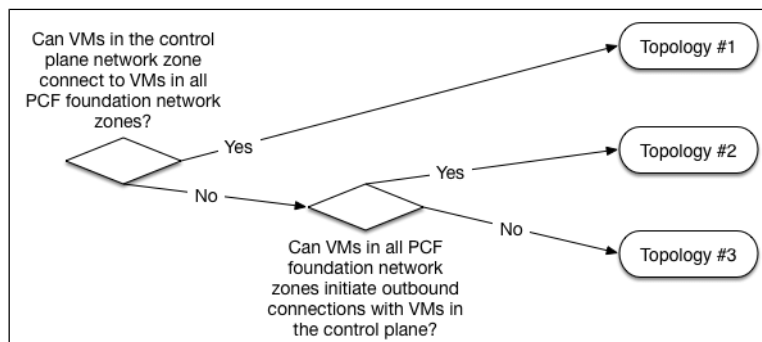 Can VMs in the control
plane network zone
connect to VMs in all
PCF foundation network
zones?
Yes
Topology #1
No
Yes
Topology #2
No
Topology #3
Can VMs in all PCF
foundation network
zones initiate outbound
connections with VMs in
the control plane?